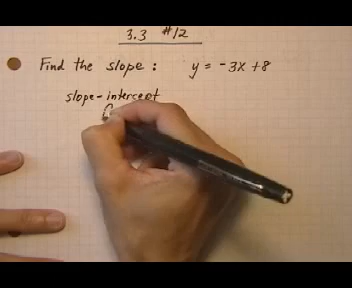 3.3 #12
Find the slope: y = -3x + 8
slope-intercept